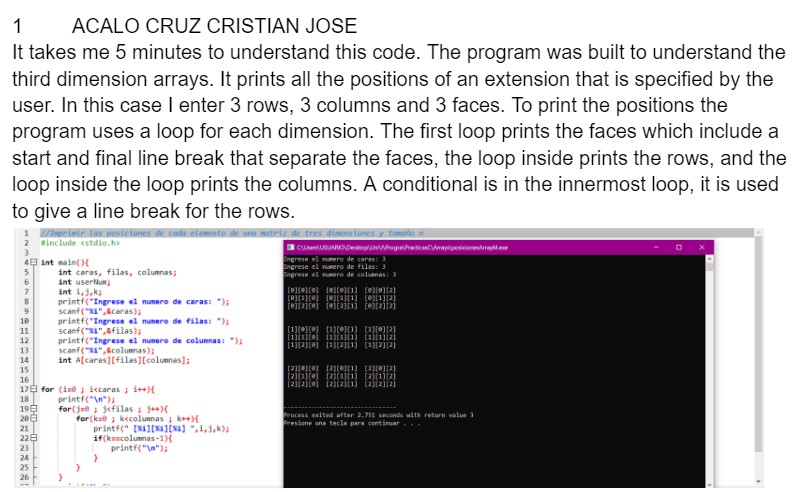 1 ACALO CRUZ CRISTIAN JOSE
It takes me 5 minutes to understand this code. The program was built to understand the
third dimension arrays. It prints all the positions of an extension that is specified by the
user. In this case I enter 3 rows, 3 columns and 3 faces. To print the positions the
program uses a loop for each dimension. The first loop prints the faces which include a
start and final line break that separate the faces, the loop inside prints the rows, and the
loop inside the loop prints the columns. A conditional is in the innermost loop, it is used
to give a line break for the rows.
1 //Imprimir las posiciones de cada elemento de una matriz de tres dimensiones y tamaño n
2 #include <stdio.h>
3
4 int main(){
5 int caras, filas, columnas;
6 int userNum;
7 int i,j,k;
8 printf("Ingrese el numero de caras: ");
9 scanf("%i",&caras);
10 printf("Ingrese el numero de filas: ");
11 scanf("%i",&filas);
12 printf("Ingrese el numero de columnas: ");
13 scanf("%i",&columnas);
14 int A[caras][filas][columnas];
15
16
17 for (i=0 ; i<caras ; i++){
18 printf("\n");
19 for(j=0 ; j<filas ; j++){
20 for(k=0 ; k<columnas ; k++){
21 printf(" [%i][%i][%i] ",i,j,k);
22 if(k==columnas-1){
23 printf("\n");
24 }
25 }
26 }
C:\Users\USUARIO\Desktop\Uni\IVProgra\PracticasC\Arrays\posicionesArrayM.exe
Ingrese el numero de caras: 3
Ingrese el numero de filas: 3
Ingrese el numero de columnas: 3
[0][0][0] [0][0][1] [0][0][2]
[0][1][0] [0][1][1] [0][1][2]
[0][2][0] [0][2][1] [0][2][2]
[1][0][0] [1][0][1] [1][0][2]
[1][1][0] [1][1][1] [1][1][2]
[1][2][0] [1][2][1] [1][2][2]
[2][0][0] [2][0][1] [2][0][2]
[2][1][0] [2][1][1] [2][1][2]
[2][2][0] [2][2][1] [2][2][2]
--------------------------------
Process exited after 2.751 seconds with return value 3
Presione una tecla para continuar . . .